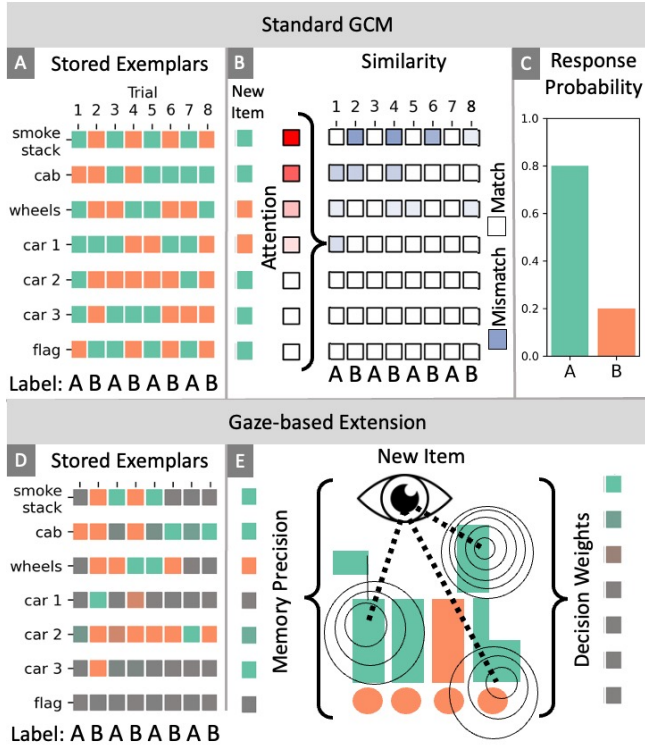 Standard GCM
A Stored Exemplars
Trial
1 2 3 4 5 6 7 8
smoke
stack
cab
wheels
car 1
car 2
car 3
flag
Label: A B A B A B A B
B Similarity
New
Item
Attention
1 2 3 4 5 6 7 8
A B A B A B A B
Mismatch Match
C Response
Probability
1.0
0.8
0.6
0.4
0.2
0.0
A B
Gaze-based Extension
D Stored Exemplars
smoke
stack
cab
wheels
car 1
car 2
car 3
flag
Label: A B A B A B A B
E New Item
Memory Precision
Decision Weights